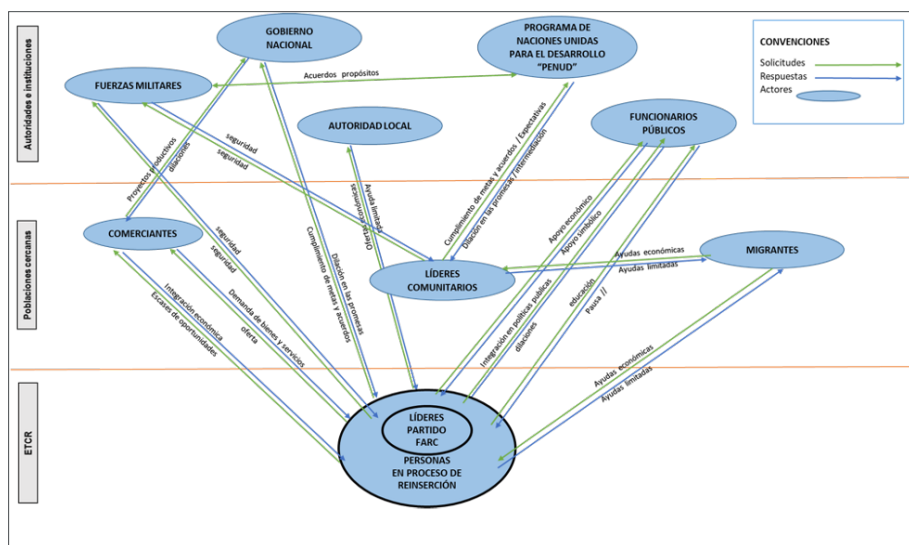 GOBIERNO
NACIONAL
PROGRAMA DE
NACIONES UNIDAS
PARA EL DESARROLLO
“PENUD”
CONVENCIONES
Solicitudes
Respuestas
Actores
Autoridades e instituciones
FUERZAS MILITARES
Acuerdos propósitos
AUTORIDAD LOCAL
FUNCIONARIOS
PÚBLICOS
seguridad
seguridad
Proyectos productivos
dilaciones
Ayuda limitada
Ofertas económicas
Cumplimiento de metas y acuerdos / Expectativas
Dilación en las promesas / intermediación
Poblaciones cercanas
COMERCIANTES
LÍDERES
COMUNITARIOS
MIGRANTES
seguridad
seguridad
Dilación en las promesas
Cumplimiento de metas y acuerdos
Apoyo económico
Apoyo simbólico
Ayudas económicas
Ayudas limitadas
Integración económica
Escases de oportunidades
Demanda de bienes y servicios
oferta
Integración en políticas publicas
dilaciones
educación
Pausa //
Ayudas económicas
Ayudas limitadas
ETCR
LÍDERES
PARTIDO
FARC
PERSONAS
EN PROCESO DE
REINSERCIÓN